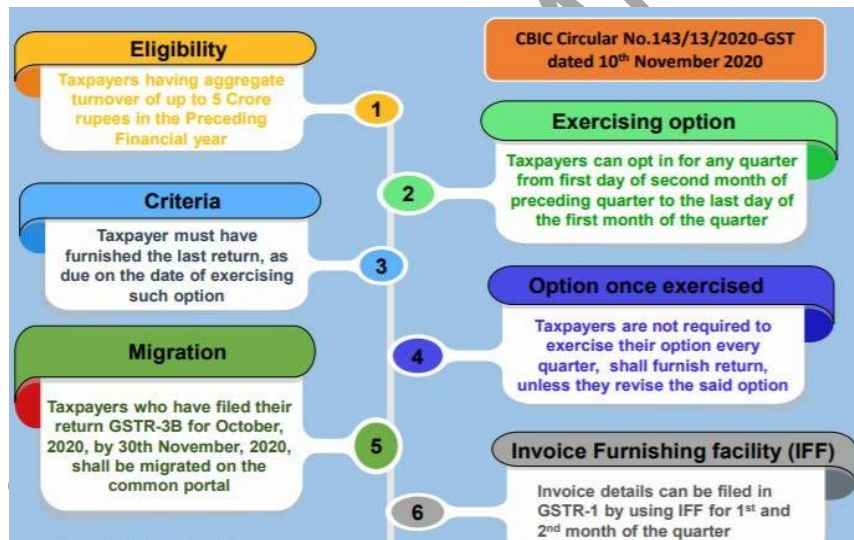 CBIC Circular No.143/13/2020-GST
dated 10th November 2020
Eligibility
Taxpayers having aggregate
turnover of up to 5 Crore
rupees in the Preceding
Financial year
1
Exercising option
Taxpayers can opt in for any quarter
from first day of second month of
preceding quarter to the last day of
the first month of the quarter
2
Criteria
Taxpayer must have
furnished the last return, as
due on the date of exercising
such option
3
Option once exercised
Taxpayers are not required to
exercise their option every
quarter, shall furnish return,
unless they revise the said option
4
Migration
Taxpayers who have filed their
return GSTR-3B for October,
2020, by 30th November, 2020,
shall be migrated on the
common portal
5
Invoice Furnishing facility (IFF)
Invoice details can be filed in
GSTR-1 by using IFF for 1st and
2nd month of the quarter
6